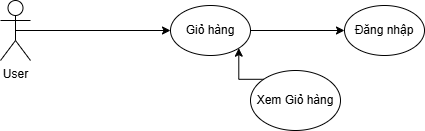 Giỏ hàng
Đăng nhập
User
Xem Giỏ hàng